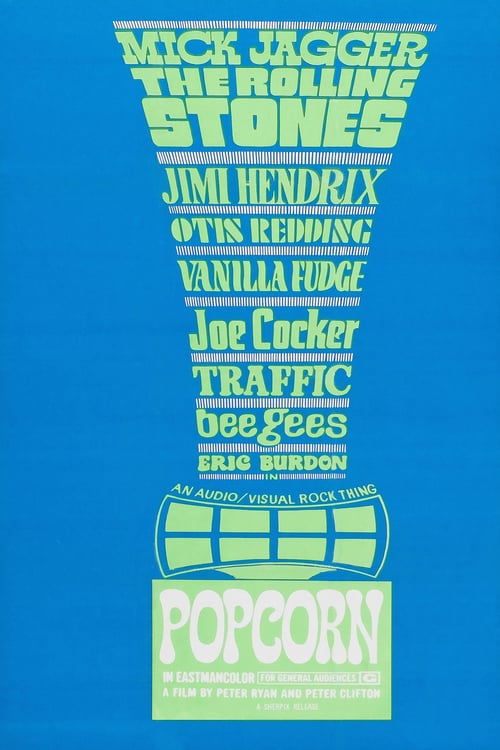 MICK JAGGER
THE ROLLING
STONES
JIMI HENDRIX
OTIS REDDING
VANILLA FUDGE
Joe Cocker
TRAFFIC
bee gees
ERIC BURDON
IN
AN AUDIO/VISUAL ROCK THING
POPCORN
IN EASTMANCOLOR FOR GENERAL AUDIENCES G
A FILM BY PETER RYAN AND PETER CLIFTON
A SHERPIX RELEASE